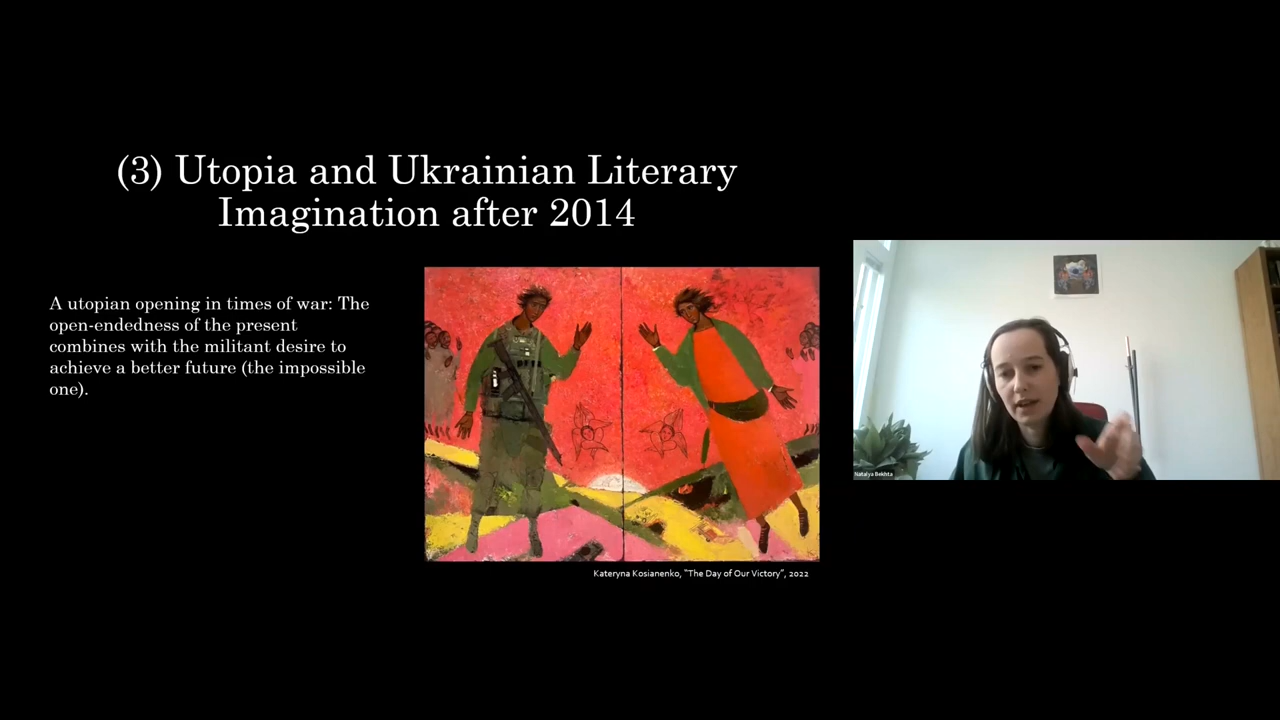 (3) Utopia and Ukrainian Literary
Imagination after 2014
A utopian opening in times of war: The
open-endedness of the present
combines with the militant desire to
achieve a better future (the impossible
one).
Kateryna Kosianenko, "The Day of Our Victory", 2022
Natalya Bekhta